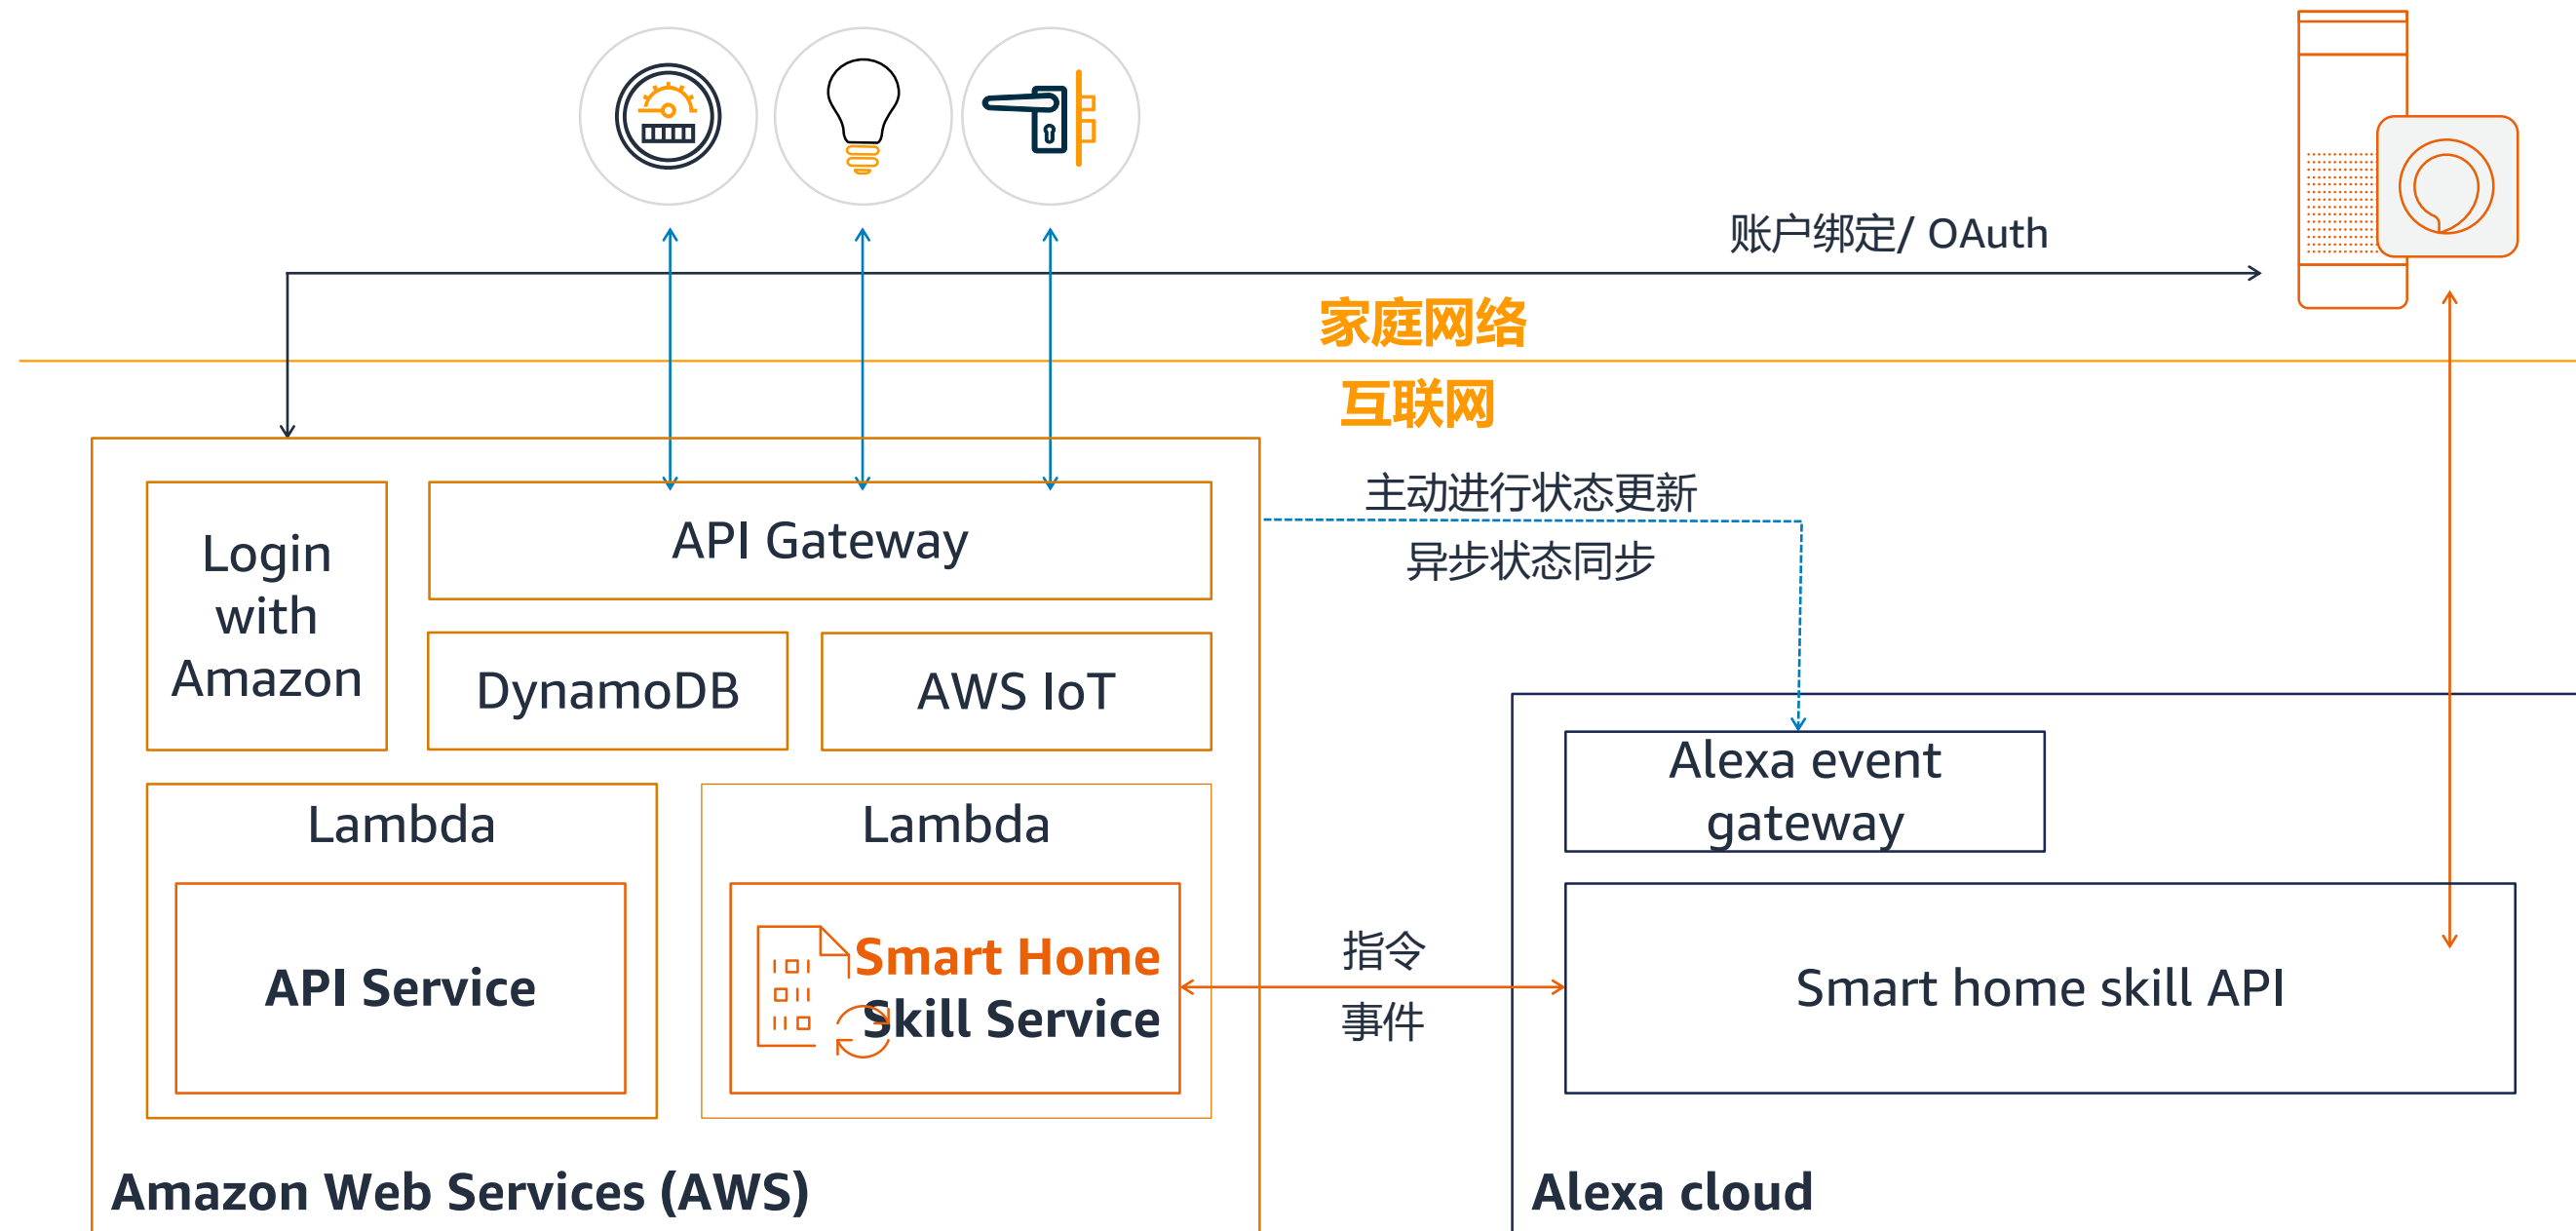 账户绑定/ OAuth
家庭网络
互联网
主动进行状态更新
异步状态同步
Login
with
Amazon
API Gateway
DynamoDB
AWS IoT
Lambda
API Service
Lambda
Smart Home
Skill Service
Amazon Web Services (AWS)
指令
事件
Alexa event
gateway
Smart home skill API
Alexa cloud